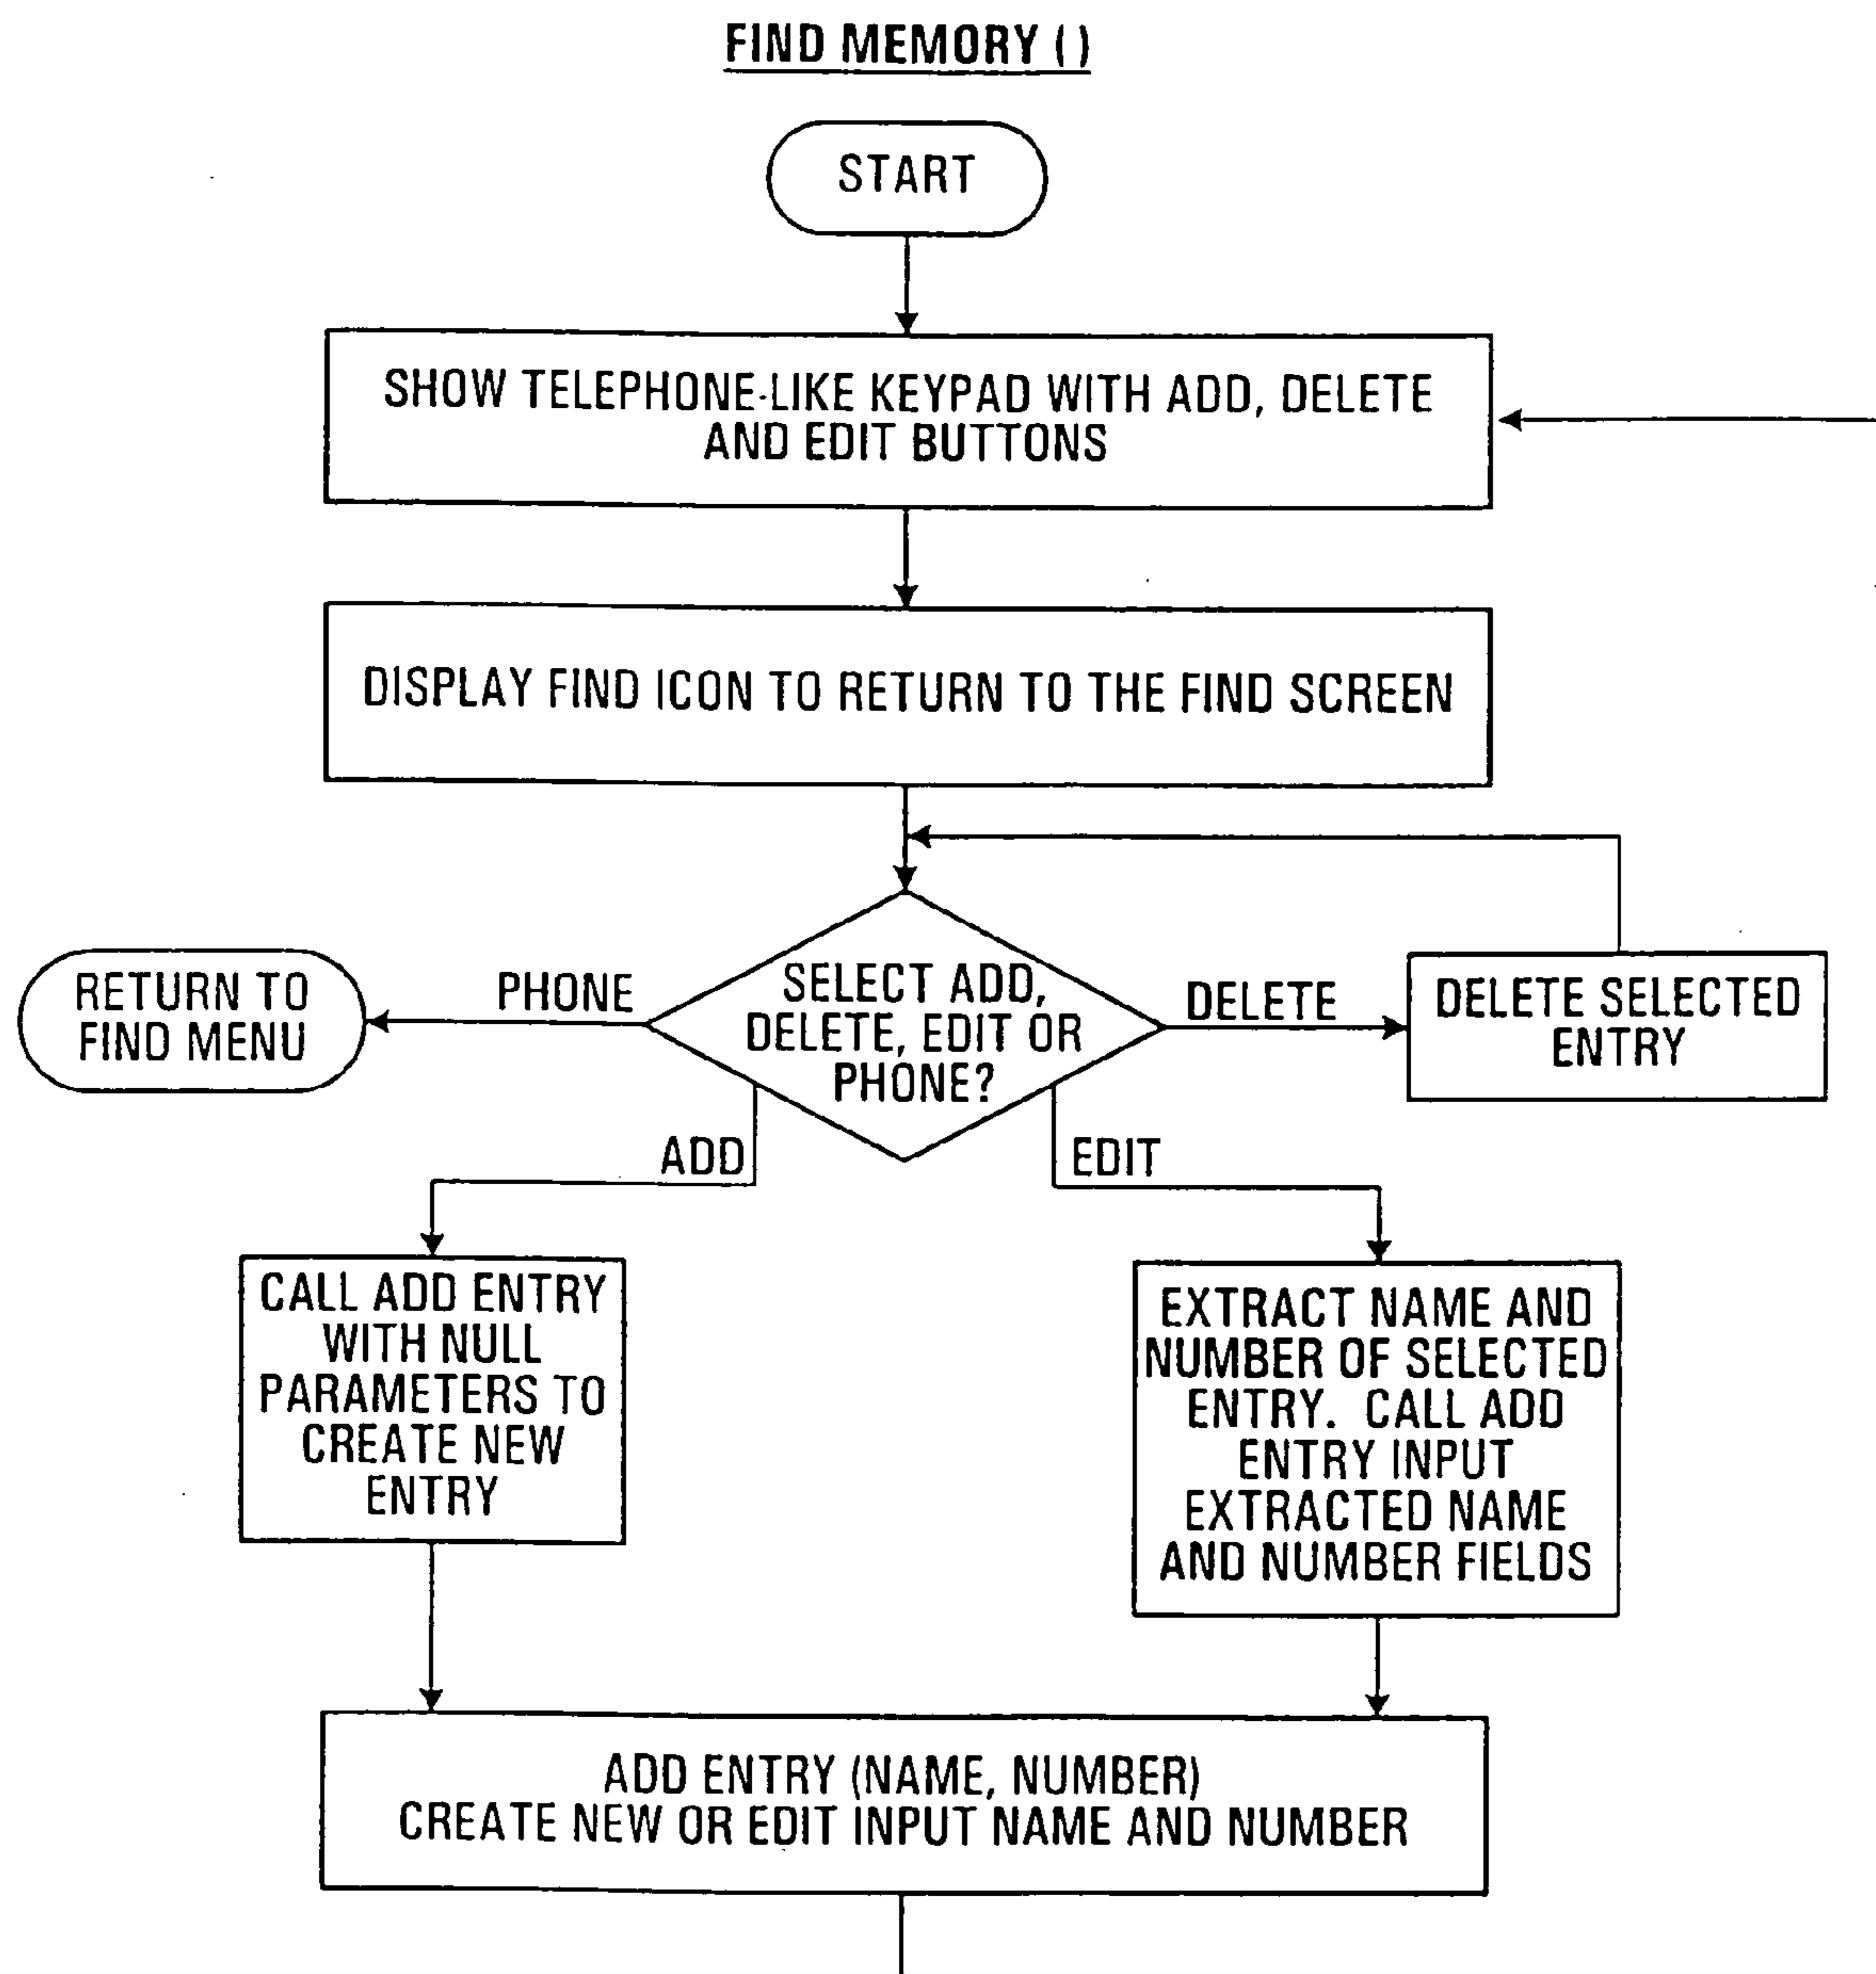 FIND MEMORY ( )
START
SHOW TELEPHONE-LIKE KEYPAD WITH ADD, DELETE
AND EDIT BUTTONS
DISPLAY FIND ICON TO RETURN TO THE FIND SCREEN
RETURN TO
FIND MENU
PHONE
SELECT ADD,
DELETE, EDIT OR
PHONE?
DELETE
DELETE SELECTED
ENTRY
ADD
EDIT
CALL ADD ENTRY
WITH NULL
PARAMETERS TO
CREATE NEW
ENTRY
EXTRACT NAME AND
NUMBER OF SELECTED
ENTRY. CALL ADD
ENTRY INPUT
EXTRACTED NAME
AND NUMBER FIELDS
ADD ENTRY (NAME, NUMBER)
CREATE NEW OR EDIT INPUT NAME AND NUMBER